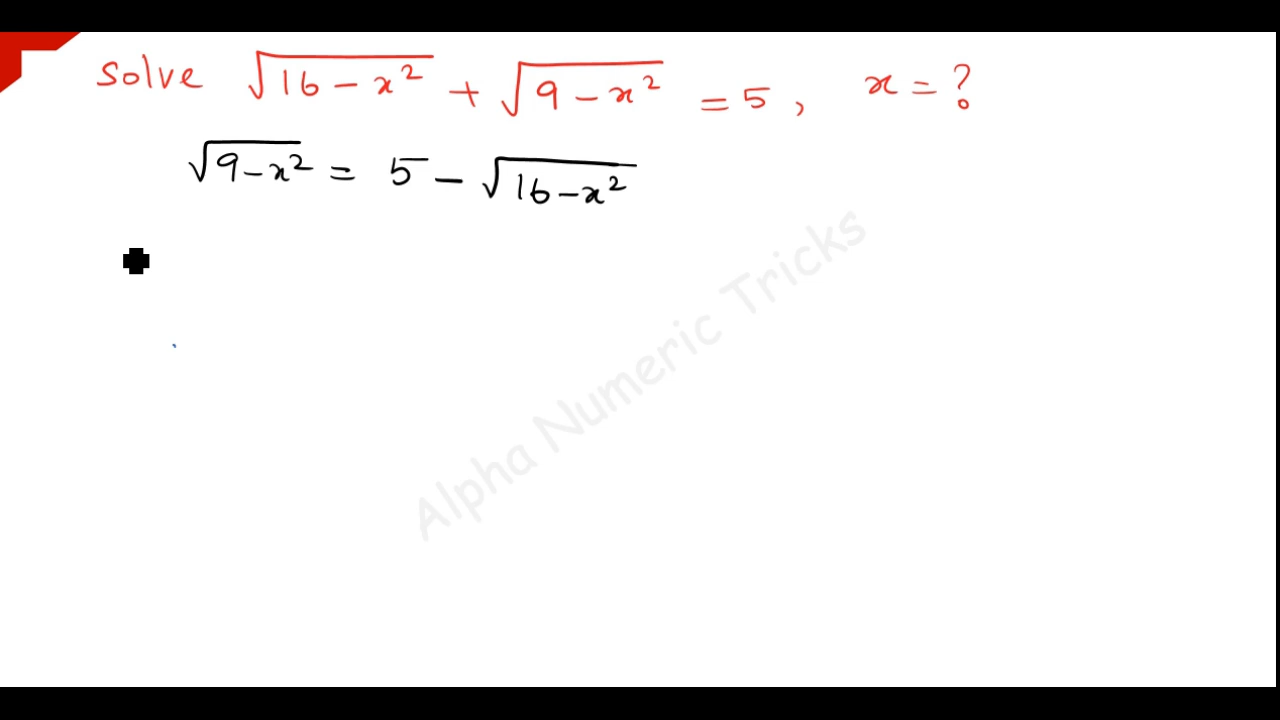 Solve √(16 − x²) + √(9 − x²) = 5, x = ?
√(9 − x²) = 5 − √(16 − x²)
Alpha Numeric Tricks